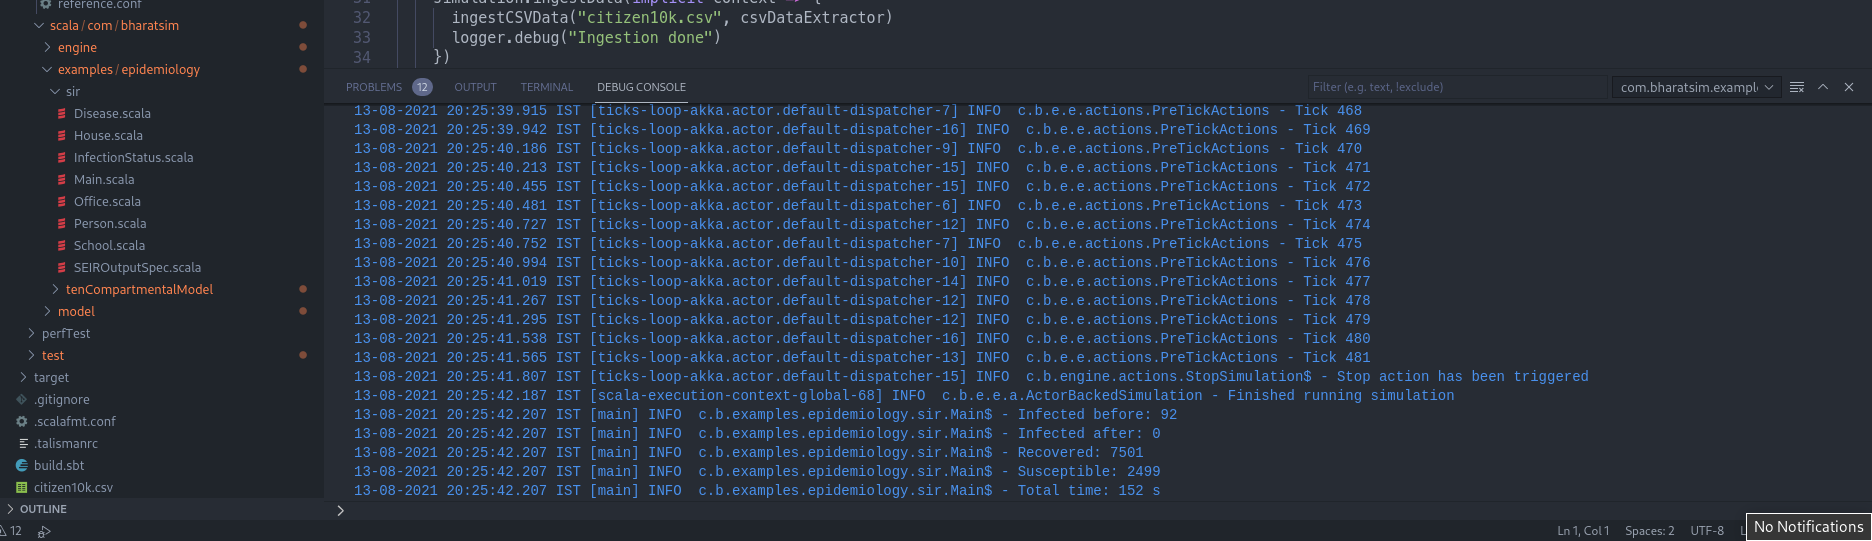 reference.conf
scala / com / bharatsim
engine
examples / epidemiology
sir
Disease.scala
House.scala
InfectionStatus.scala
Main.scala
Office.scala
Person.scala
School.scala
SEIROutputSpec.scala
tenCompartmentalModel
model
perfTest
test
target
.gitignore
.scalafmt.conf
.talismanrc
build.sbt
citizen10k.csv
OUTLINE
12
32 ingestCSVData("citizen10k.csv", csvDataExtractor)
33 logger.debug("Ingestion done")
34 })
PROBLEMS 12 OUTPUT TERMINAL DEBUG CONSOLE Filter (e.g. text, !exclude) com.bharatsim.exampl
13-08-2021 20:25:39.915 IST [ticks-loop-akka.actor.default-dispatcher-7] INFO  c.b.e.e.actions.PreTickActions - Tick 468
13-08-2021 20:25:39.942 IST [ticks-loop-akka.actor.default-dispatcher-16] INFO  c.b.e.e.actions.PreTickActions - Tick 469
13-08-2021 20:25:40.186 IST [ticks-loop-akka.actor.default-dispatcher-9] INFO  c.b.e.e.actions.PreTickActions - Tick 470
13-08-2021 20:25:40.213 IST [ticks-loop-akka.actor.default-dispatcher-15] INFO  c.b.e.e.actions.PreTickActions - Tick 471
13-08-2021 20:25:40.455 IST [ticks-loop-akka.actor.default-dispatcher-15] INFO  c.b.e.e.actions.PreTickActions - Tick 472
13-08-2021 20:25:40.481 IST [ticks-loop-akka.actor.default-dispatcher-6] INFO  c.b.e.e.actions.PreTickActions - Tick 473
13-08-2021 20:25:40.727 IST [ticks-loop-akka.actor.default-dispatcher-12] INFO  c.b.e.e.actions.PreTickActions - Tick 474
13-08-2021 20:25:40.752 IST [ticks-loop-akka.actor.default-dispatcher-7] INFO  c.b.e.e.actions.PreTickActions - Tick 475
13-08-2021 20:25:40.994 IST [ticks-loop-akka.actor.default-dispatcher-10] INFO  c.b.e.e.actions.PreTickActions - Tick 476
13-08-2021 20:25:41.019 IST [ticks-loop-akka.actor.default-dispatcher-14] INFO  c.b.e.e.actions.PreTickActions - Tick 477
13-08-2021 20:25:41.267 IST [ticks-loop-akka.actor.default-dispatcher-12] INFO  c.b.e.e.actions.PreTickActions - Tick 478
13-08-2021 20:25:41.295 IST [ticks-loop-akka.actor.default-dispatcher-12] INFO  c.b.e.e.actions.PreTickActions - Tick 479
13-08-2021 20:25:41.538 IST [ticks-loop-akka.actor.default-dispatcher-16] INFO  c.b.e.e.actions.PreTickActions - Tick 480
13-08-2021 20:25:41.565 IST [ticks-loop-akka.actor.default-dispatcher-13] INFO  c.b.e.e.actions.PreTickActions - Tick 481
13-08-2021 20:25:41.807 IST [ticks-loop-akka.actor.default-dispatcher-15] INFO  c.b.engine.actions.StopSimulation$ - Stop action has been triggered
13-08-2021 20:25:42.187 IST [scala-execution-context-global-68] INFO  c.b.e.e.a.ActorBackedSimulation - Finished running simulation
13-08-2021 20:25:42.207 IST [main] INFO  c.b.examples.epidemiology.sir.Main$ - Infected before: 92
13-08-2021 20:25:42.207 IST [main] INFO  c.b.examples.epidemiology.sir.Main$ - Infected after: 0
13-08-2021 20:25:42.207 IST [main] INFO  c.b.examples.epidemiology.sir.Main$ - Recovered: 7501
13-08-2021 20:25:42.207 IST [main] INFO  c.b.examples.epidemiology.sir.Main$ - Susceptible: 2499
13-08-2021 20:25:42.207 IST [main] INFO  c.b.examples.epidemiology.sir.Main$ - Total time: 152 s
Ln 1, Col 1 Spaces: 2 UTF-8 No Notifications